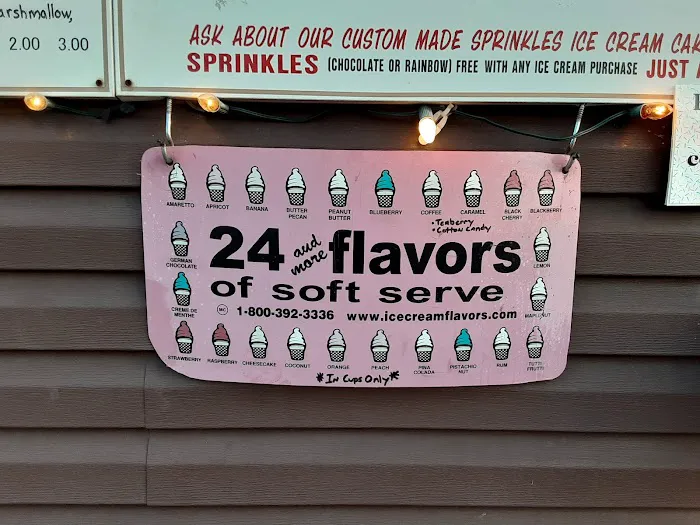 arshmallow,
2.00 3.00
ASK ABOUT OUR CUSTOM MADE SPRINKLES ICE CREAM CAK
SPRINKLES (CHOCOLATE OR RAINBOW) FREE WITH ANY ICE CREAM PURCHASE JUST
AMARETTO APRICOT BANANA BUTTER PECAN PEANUT BUTTER BLUEBERRY COFFEE CARAMEL BLACK CHERRY BLACKBERRY
• Teaberry
• Cotton Candy
24 and more flavors
GERMAN CHOCOLATE
LEMON
of soft serve
CREME DE MENTHE
MAPLENUT
MC 1-800-392-3336 www.icecreamflavors.com
STRAWBERRY RASPBERRY CHEESECAKE COCONUT ORANGE PEACH PINA COLADA PISTACHIO NUT RUM TUTTI FRUTTI
*In Cups Only*